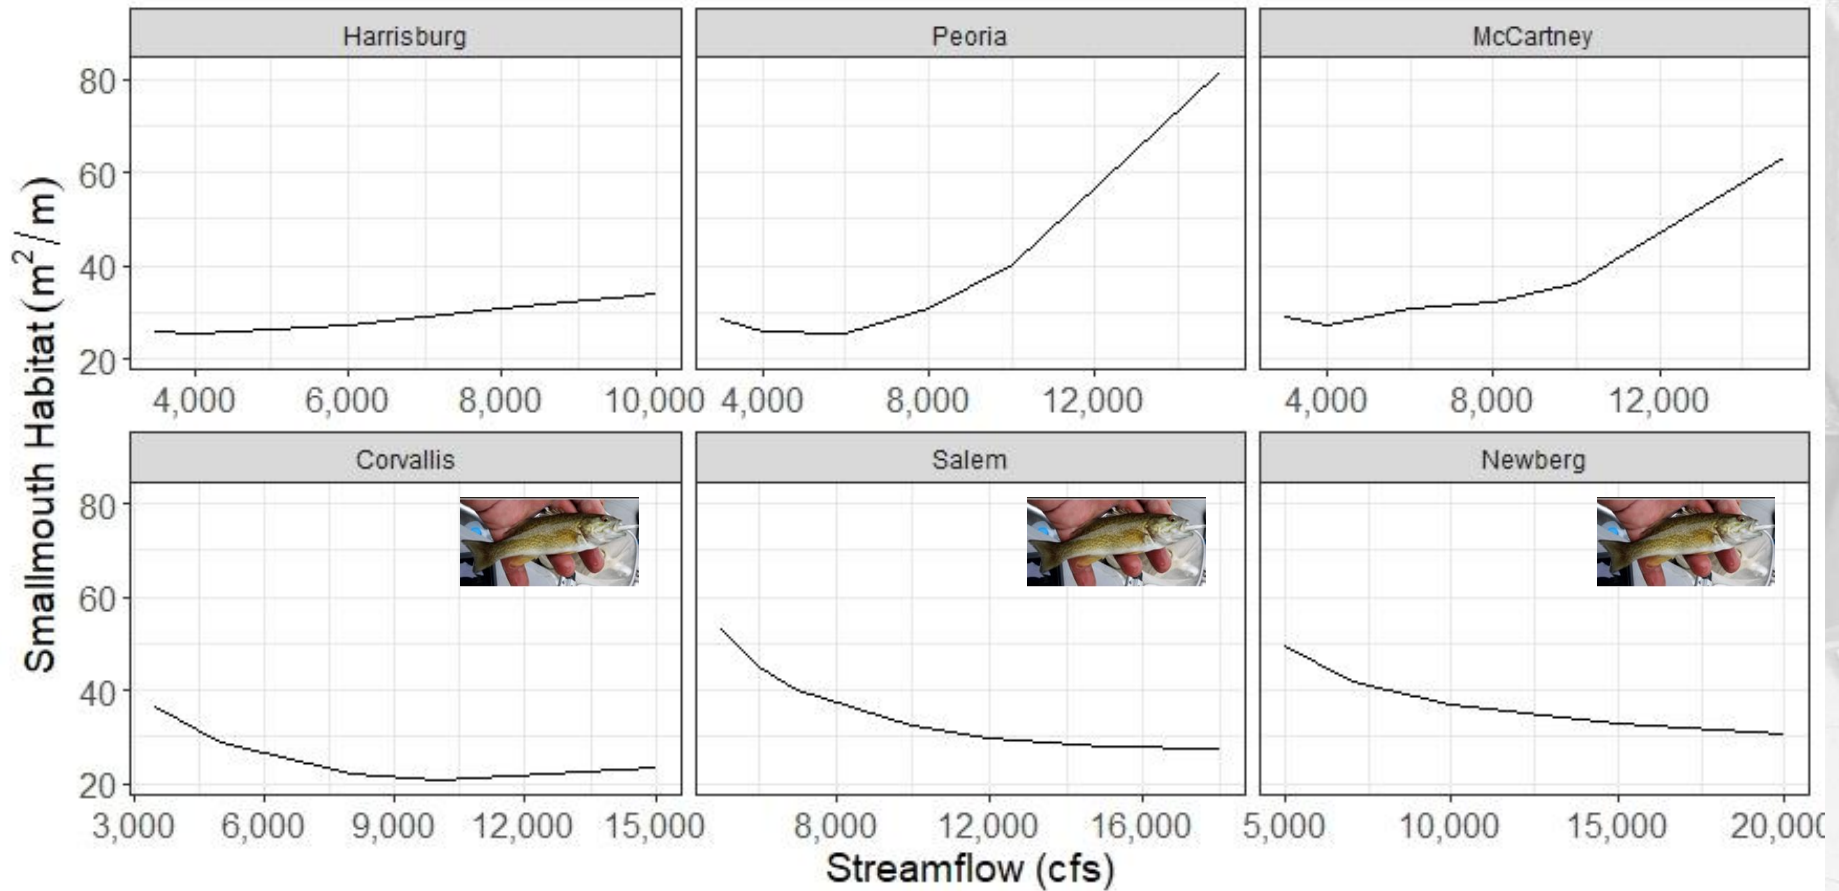 Harrisburg
Peoria
McCartney
80
60
40
20
4,000 6,000 8,000 10,000
4,000 8,000 12,000
4,000 8,000 12,000
Smallmouth Habitat (m²/m)
Corvallis
Salem
Newberg
80
60
40
20
3,000 6,000 9,000 12,000 15,000
8,000 12,000 16,000
5,000 10,000 15,000 20,000
Streamflow (cfs)